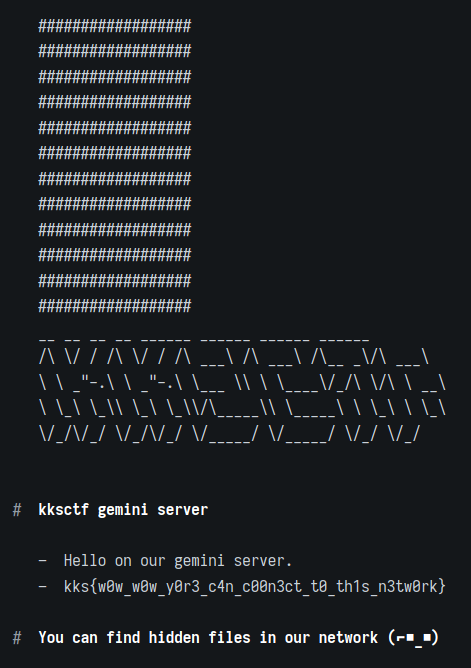 ##################
##################
##################
##################
##################
##################
##################
##################
##################
##################
##################
##################
__ __ __ __ ______ ______ ______ ______
/\ \/ / /\ \/ / /\ ___\ /\ ___\ /\__ _\/\ ___\
\ \ _"-.\ \ _"-.\ \___ \\ \ \____\/_/\ \/\ \ __\
\ \_\ \_\\ \_\ \_\\/\_____\\ \_____\ \ \_\ \ \_\
\/_/\/_/ \/_/\/_/ \/_____/ \/_____/ \/_/ \/_/
# kksctf gemini server
– Hello on our gemini server.
– kks{w0w_w0w_y0r3_c4n_c00n3ct_t0_th1s_n3tw0rk}
# You can find hidden files in our network (⌐■_■)